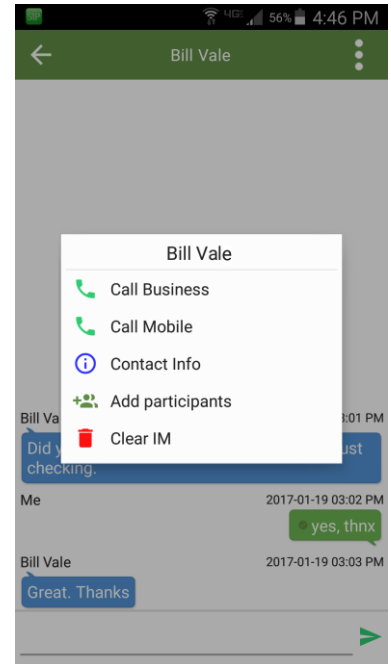 SIP 4GE 56% 4:46 PM
Bill Vale
Bill Vale
Call Business
Call Mobile
Contact Info
Add participants
Clear IM
Bill Va :01 PM
Did ust
checking.
Me 2017-01-19 03:02 PM
yes, thnx
Bill Vale 2017-01-19 03:03 PM
Great. Thanks